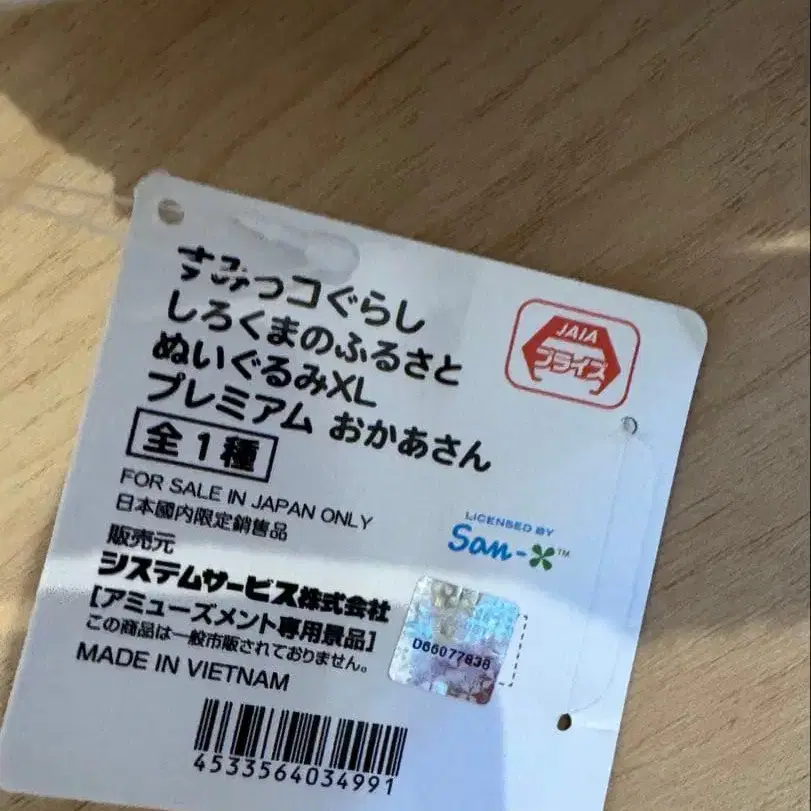 すみっコぐらし
しろくまのふるさと
ぬいぐるみXL
プレミアム おかあさん
全1種
JAIA
プライズ
FOR SALE IN JAPAN ONLY
日本國内限定銷售品
LICENSED BY
San-X™
販売元
システムサービス株式会社
[アミューズメント専用景品]
この商品は一般市販されておりません。
MADE IN VIETNAM
D66077836
4533564034991